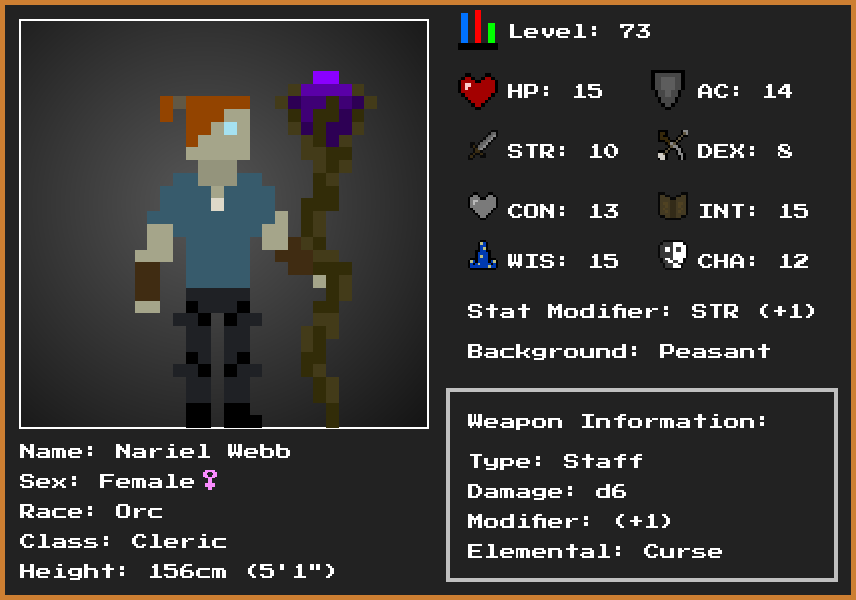 Level: 73
HP: 15
AC: 14
STR: 10
DEX: 8
CON: 13
INT: 15
WIS: 15
CHA: 12
Stat Modifier: STR (+1)
Background: Peasant
Weapon Information:
Type: Staff
Damage: d6
Modifier: (+1)
Elemental: Curse
Name: Nariel Webb
Sex: Female♀
Race: Orc
Class: Cleric
Height: 156cm (5'1")